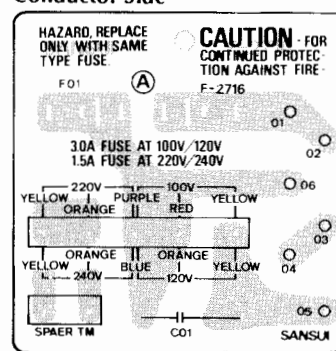 Conductor Side
HAZARD, REPLACE
ONLY WITH SAME
TYPE FUSE.
CAUTION - FOR
CONTINUED PROTEC-
TION AGAINST FIRE-
F01
A
F-2716
01
02
3.0A FUSE AT 100V/120V
1.5A FUSE AT 220V/240V
06
220V 100V
YELLOW PURPLE YELLOW
ORANGE RED
03
ORANGE ORANGE
YELLOW BLUE YELLOW
240V 120V
04
05
SPAER TM
C01
SANSUI